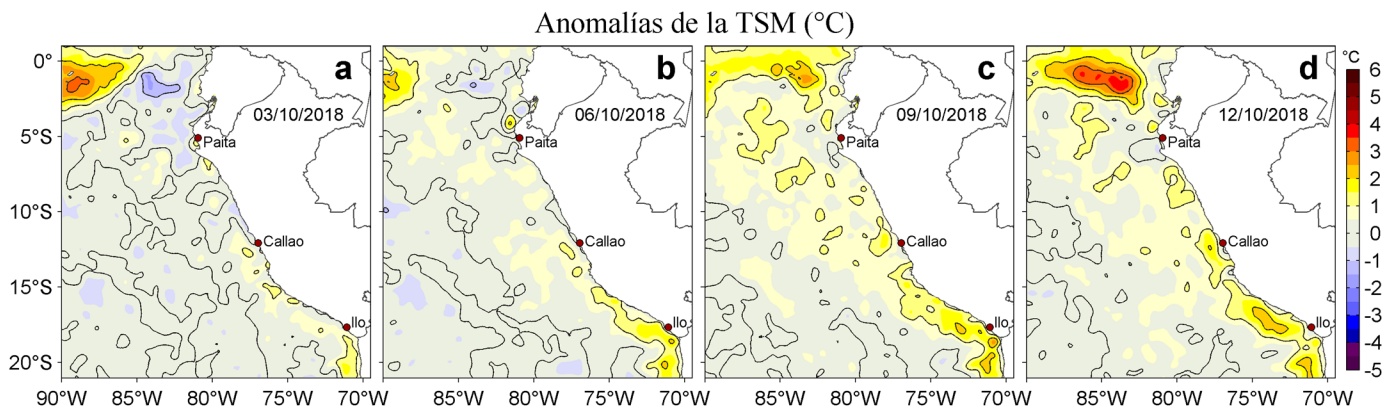 Anomalías de la TSM (°C)
a
03/10/2018
Paita
Callao
Ilo
b
06/10/2018
Paita
Callao
Ilo
c
09/10/2018
Paita
Callao
Ilo
d
12/10/2018
Paita
Callao
Ilo
0°
5°S
10°S
15°S
20°S
90°W 85°W 80°W 75°W 70°W
85°W 80°W 75°W 70°W
85°W 80°W 75°W 70°W
85°W 80°W 75°W 70°W
°C
6
5
4
3
2
1
0
-1
-2
-3
-4
-5